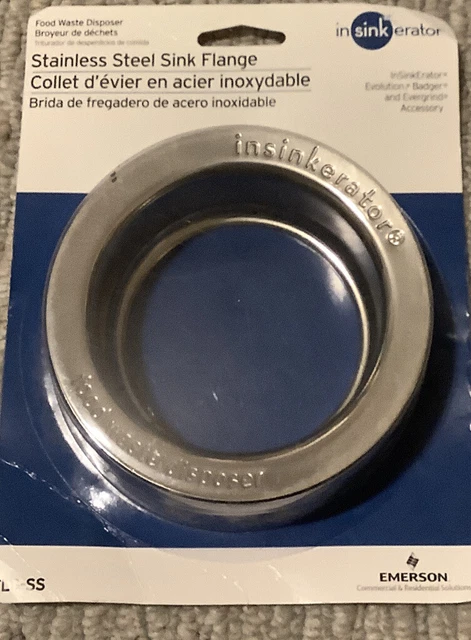 Food Waste Disposer
Broyeur de déchets
Triturador de desperdicios de comida
insinkerator
Stainless Steel Sink Flange
Collet d'évier en acier inoxydable
Brida de fregadero de acero inoxidable
InSinkErator®
Evolution® Badger®
and Evergrind®
Accessory
insinkerator®
food waste disposer
EMERSON
Commercial & Residential Solutions
-SS